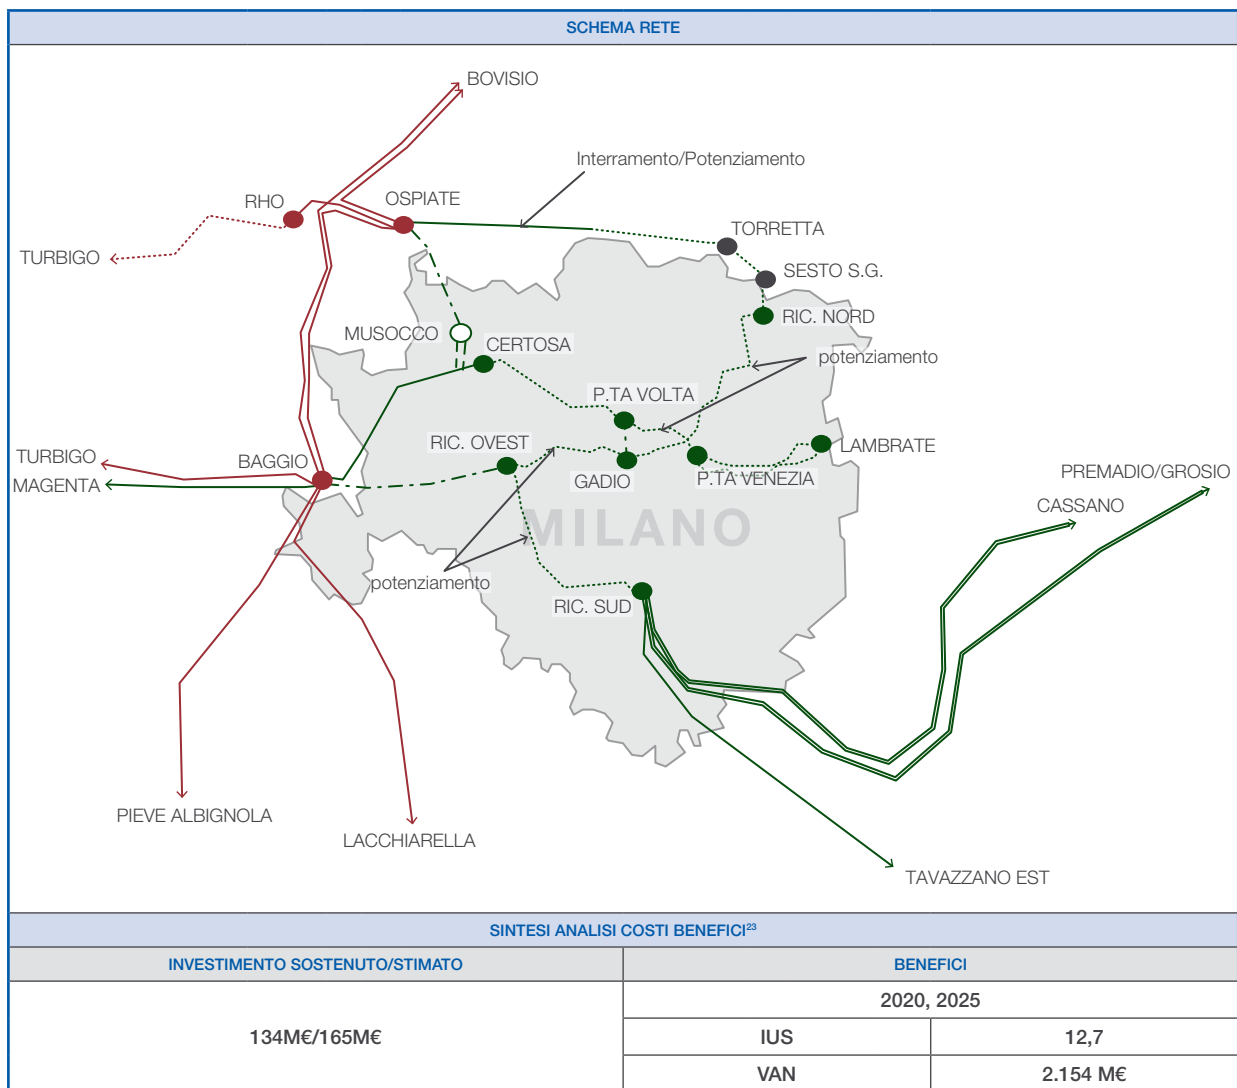 SCHEMA RETE
BOVISIO
Interramento/Potenziamento
RHO
OSPIATE
TORRETTA
TURBIGO
SESTO S.G.
RIC. NORD
MUSOCCO
CERTOSA
potenziamento
P.TA VOLTA
RIC. OVEST
LAMBRATE
TURBIGO
BAGGIO
MAGENTA
GADIO
P.TA VENEZIA
PREMADIO/GROSIO
CASSANO
MILANO
potenziamento
RIC. SUD
PIEVE ALBIGNOLA
LACCHIARELLA
TAVAZZANO EST
SINTESI ANALISI COSTI BENEFICI²³
INVESTIMENTO SOSTENUTO/STIMATO
BENEFICI
2020, 2025
134M€/165M€
IUS
12,7
VAN
2.154 M€